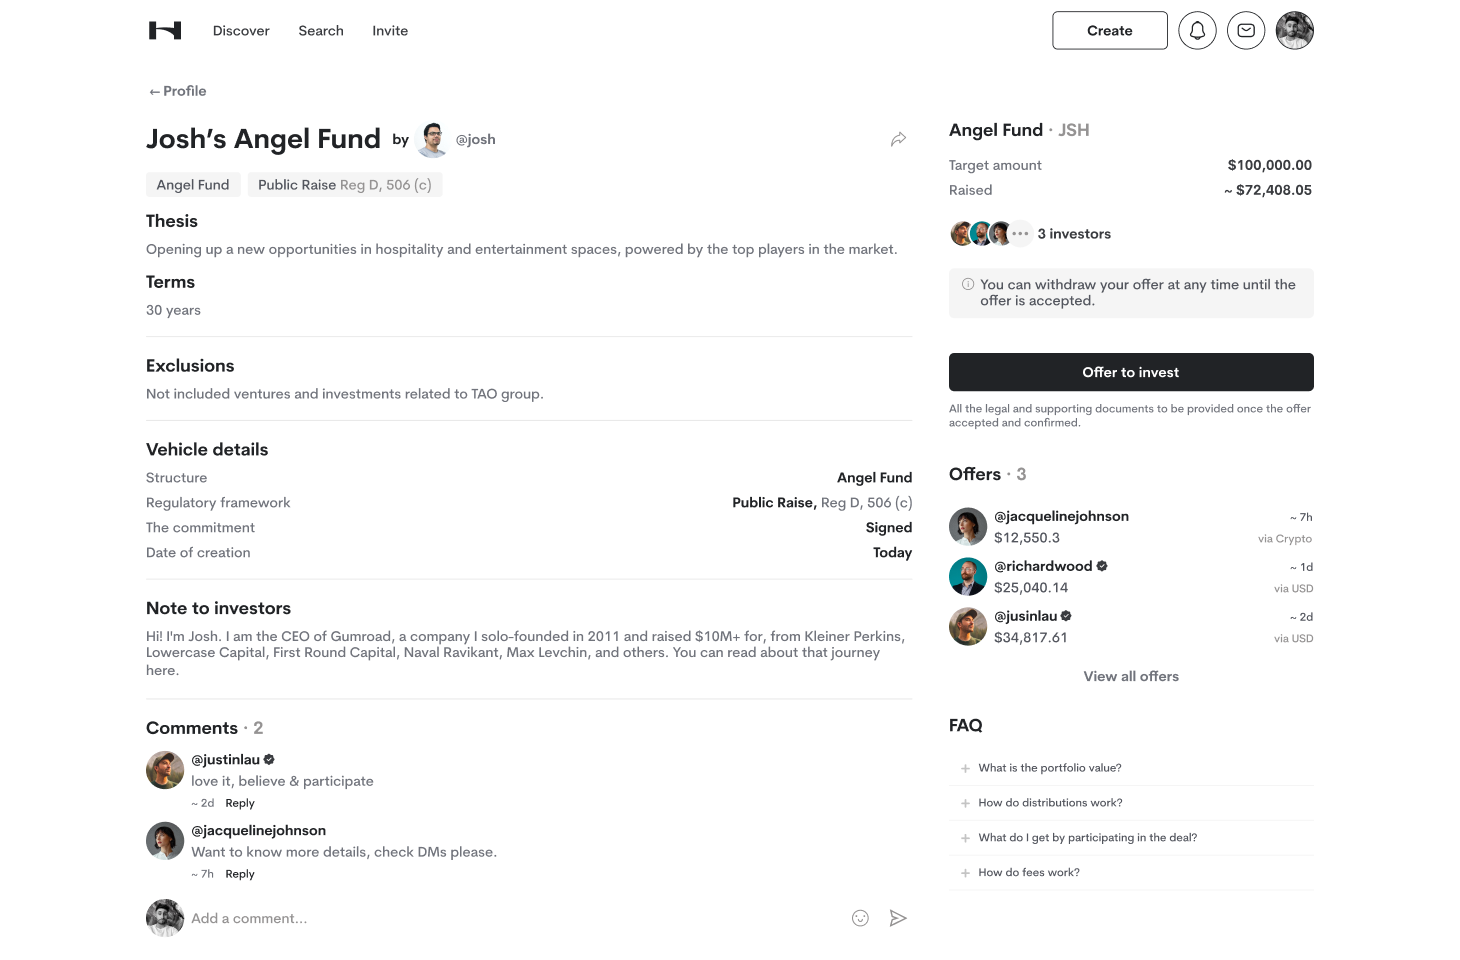 Discover
Search
Invite
Create
← Profile
Josh's Angel Fund by @josh
Angel Fund
Public Raise Reg D, 506 (c)
Thesis
Opening up a new opportunities in hospitality and entertainment spaces, powered by the top players in the market.
Terms
30 years
Exclusions
Not included ventures and investments related to TAO group.
Vehicle details
Structure Angel Fund
Regulatory framework Public Raise, Reg D, 506 (c)
The commitment Signed
Date of creation Today
Note to investors
Hi! I'm Josh. I am the CEO of Gumroad, a company I solo-founded in 2011 and raised $10M+ for, from Kleiner Perkins,
Lowercase Capital, First Round Capital, Naval Ravikant, Max Levchin, and others. You can read about that journey
here.
Comments · 2
@justinlau
love it, believe & participate
~ 2d Reply
@jacquelinejohnson
Want to know more details, check DMs please.
~ 7h Reply
Add a comment...
Angel Fund · JSH
Target amount $100,000.00
Raised ~ $72,408.05
3 investors
You can withdraw your offer at any time until the
offer is accepted.
Offer to invest
All the legal and supporting documents to be provided once the offer
accepted and confirmed.
Offers · 3
@jacquelinejohnson ~ 7h
$12,550.3 via Crypto
@richardwood ~ 1d
$25,040.14 via USD
@jusinlau ~ 2d
$34,817.61 via USD
View all offers
FAQ
+ What is the portfolio value?
+ How do distributions work?
+ What do I get by participating in the deal?
+ How do fees work?